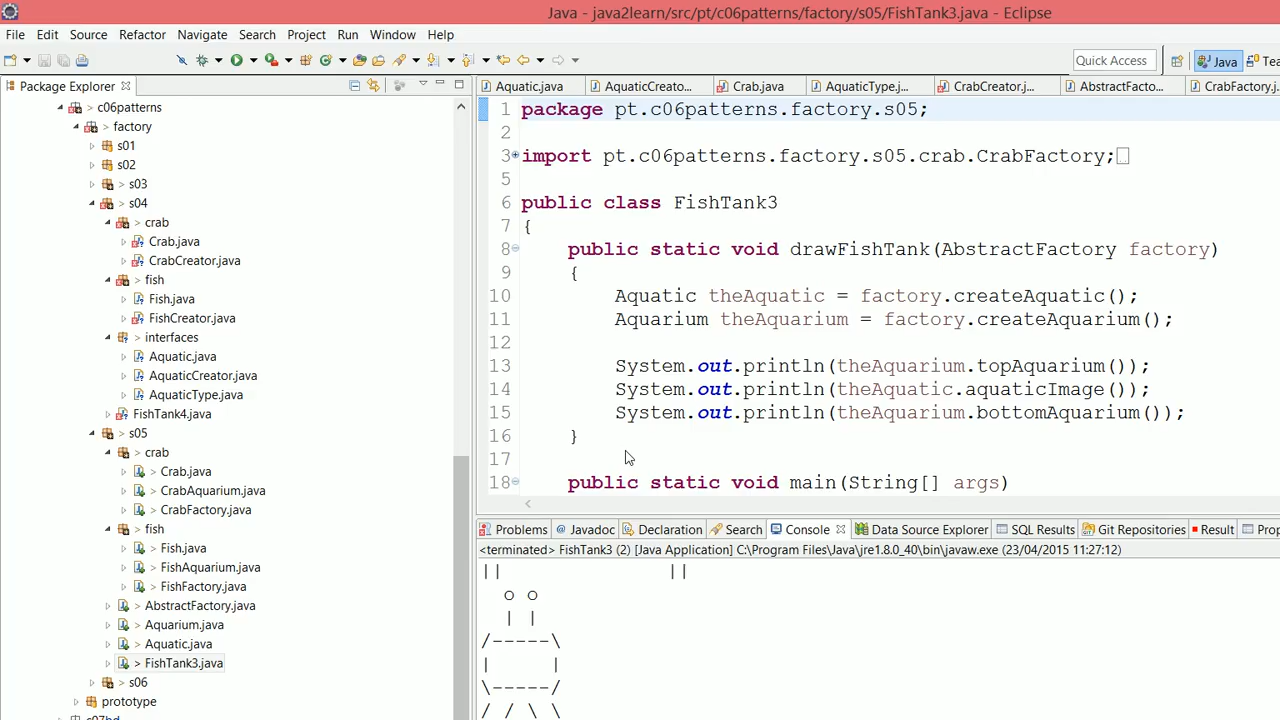 Java - java2learn/src/pt/c06patterns/factory/s05/FishTank3.java - Eclipse
File Edit Source Refactor Navigate Search Project Run Window Help
Quick Access Java Tea
Package Explorer
Aquatic.java AquaticCreato... Crab.java AquaticType.j... CrabCreator.j... AbstractFacto... CrabFactory.j
> c06patterns
> factory
s01
s02
> s03
> s04
> crab
Crab.java
> CrabCreator.java
> fish
Fish.java
> FishCreator.java
> interfaces
Aquatic.java
> AquaticCreator.java
> AquaticType.java
FishTank4.java
> s05
> crab
> Crab.java
> CrabAquarium.java
> CrabFactory.java
> fish
> Fish.java
> FishAquarium.java
> FishFactory.java
> AbstractFactory.java
> Aquarium.java
> Aquatic.java
> FishTank3.java
> s06
prototype
1 package pt.c06patterns.factory.s05;
2
3 import pt.c06patterns.factory.s05.crab.CrabFactory;
5
6 public class FishTank3
7 {
8 public static void drawFishTank(AbstractFactory factory)
9 {
10 Aquatic theAquatic = factory.createAquatic();
11 Aquarium theAquarium = factory.createAquarium();
12
13 System.out.println(theAquarium.topAquarium());
14 System.out.println(theAquatic.aquaticImage());
15 System.out.println(theAquarium.bottomAquarium());
16 }
17
18 public static void main(String[] args)
Problems Javadoc Declaration Search Console Data Source Explorer SQL Results Git Repositories Result Prop
<terminated> FishTank3 (2) [Java Application] C:\Program Files\Java\jre1.8.0_40\bin\javaw.exe (23/04/2015 11:27:12)
|| ||
o o
| |
/-----\
| |
\-----/
/ / \ \